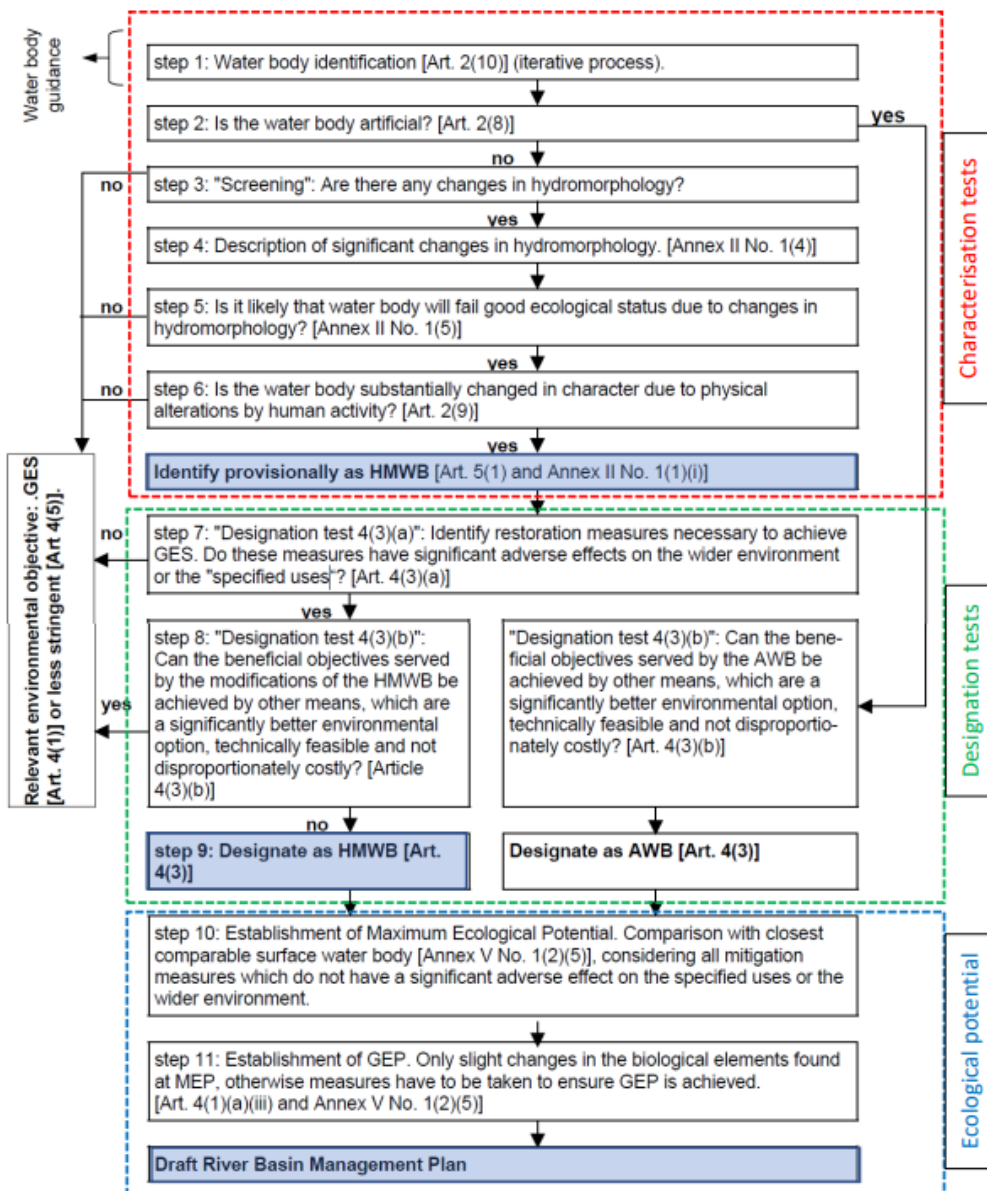 Water body
guidance
step 1: Water body identification [Art. 2(10)] (iterative process).
step 2: Is the water body artificial? [Art. 2(8)]
yes
no
no
step 3: "Screening": Are there any changes in hydromorphology?
yes
step 4: Description of significant changes in hydromorphology. [Annex II No. 1(4)]
no
step 5: Is it likely that water body will fail good ecological status due to changes in
hydromorphology? [Annex II No. 1(5)]
yes
no
step 6: Is the water body substantially changed in character due to physical
alterations by human activity? [Art. 2(9)]
yes
Identify provisionally as HMWB [Art. 5(1) and Annex II No. 1(1)(i)]
Characterisation tests
Relevant environmental objective: .GES
[Art. 4(1)] or less stringent [Art 4(5)].
no
step 7: "Designation test 4(3)(a)": Identify restoration measures necessary to achieve
GES. Do these measures have significant adverse effects on the wider environment
or the "specified uses"? [Art. 4(3)(a)]
yes
step 8: "Designation test 4(3)(b)":
Can the beneficial objectives served
by the modifications of the HMWB be
achieved by other means, which are
a significantly better environmental
option, technically feasible and not
disproportionately costly? [Article
4(3)(b)]
yes
no
"Designation test 4(3)(b)": Can the bene-
ficial objectives served by the AWB be
achieved by other means, which are a
significantly better environmental option,
technically feasible and not disproportio-
nately costly? [Art. 4(3)(b)]
step 9: Designate as HMWB [Art.
4(3)]
Designate as AWB [Art. 4(3)]
Designation tests
step 10: Establishment of Maximum Ecological Potential. Comparison with closest
comparable surface water body [Annex V No. 1(2)(5)], considering all mitigation
measures which do not have a significant adverse effect on the specified uses or the
wider environment.
step 11: Establishment of GEP. Only slight changes in the biological elements found
at MEP, otherwise measures have to be taken to ensure GEP is achieved.
[Art. 4(1)(a)(iii) and Annex V No. 1(2)(5)]
Draft River Basin Management Plan
Ecological potential